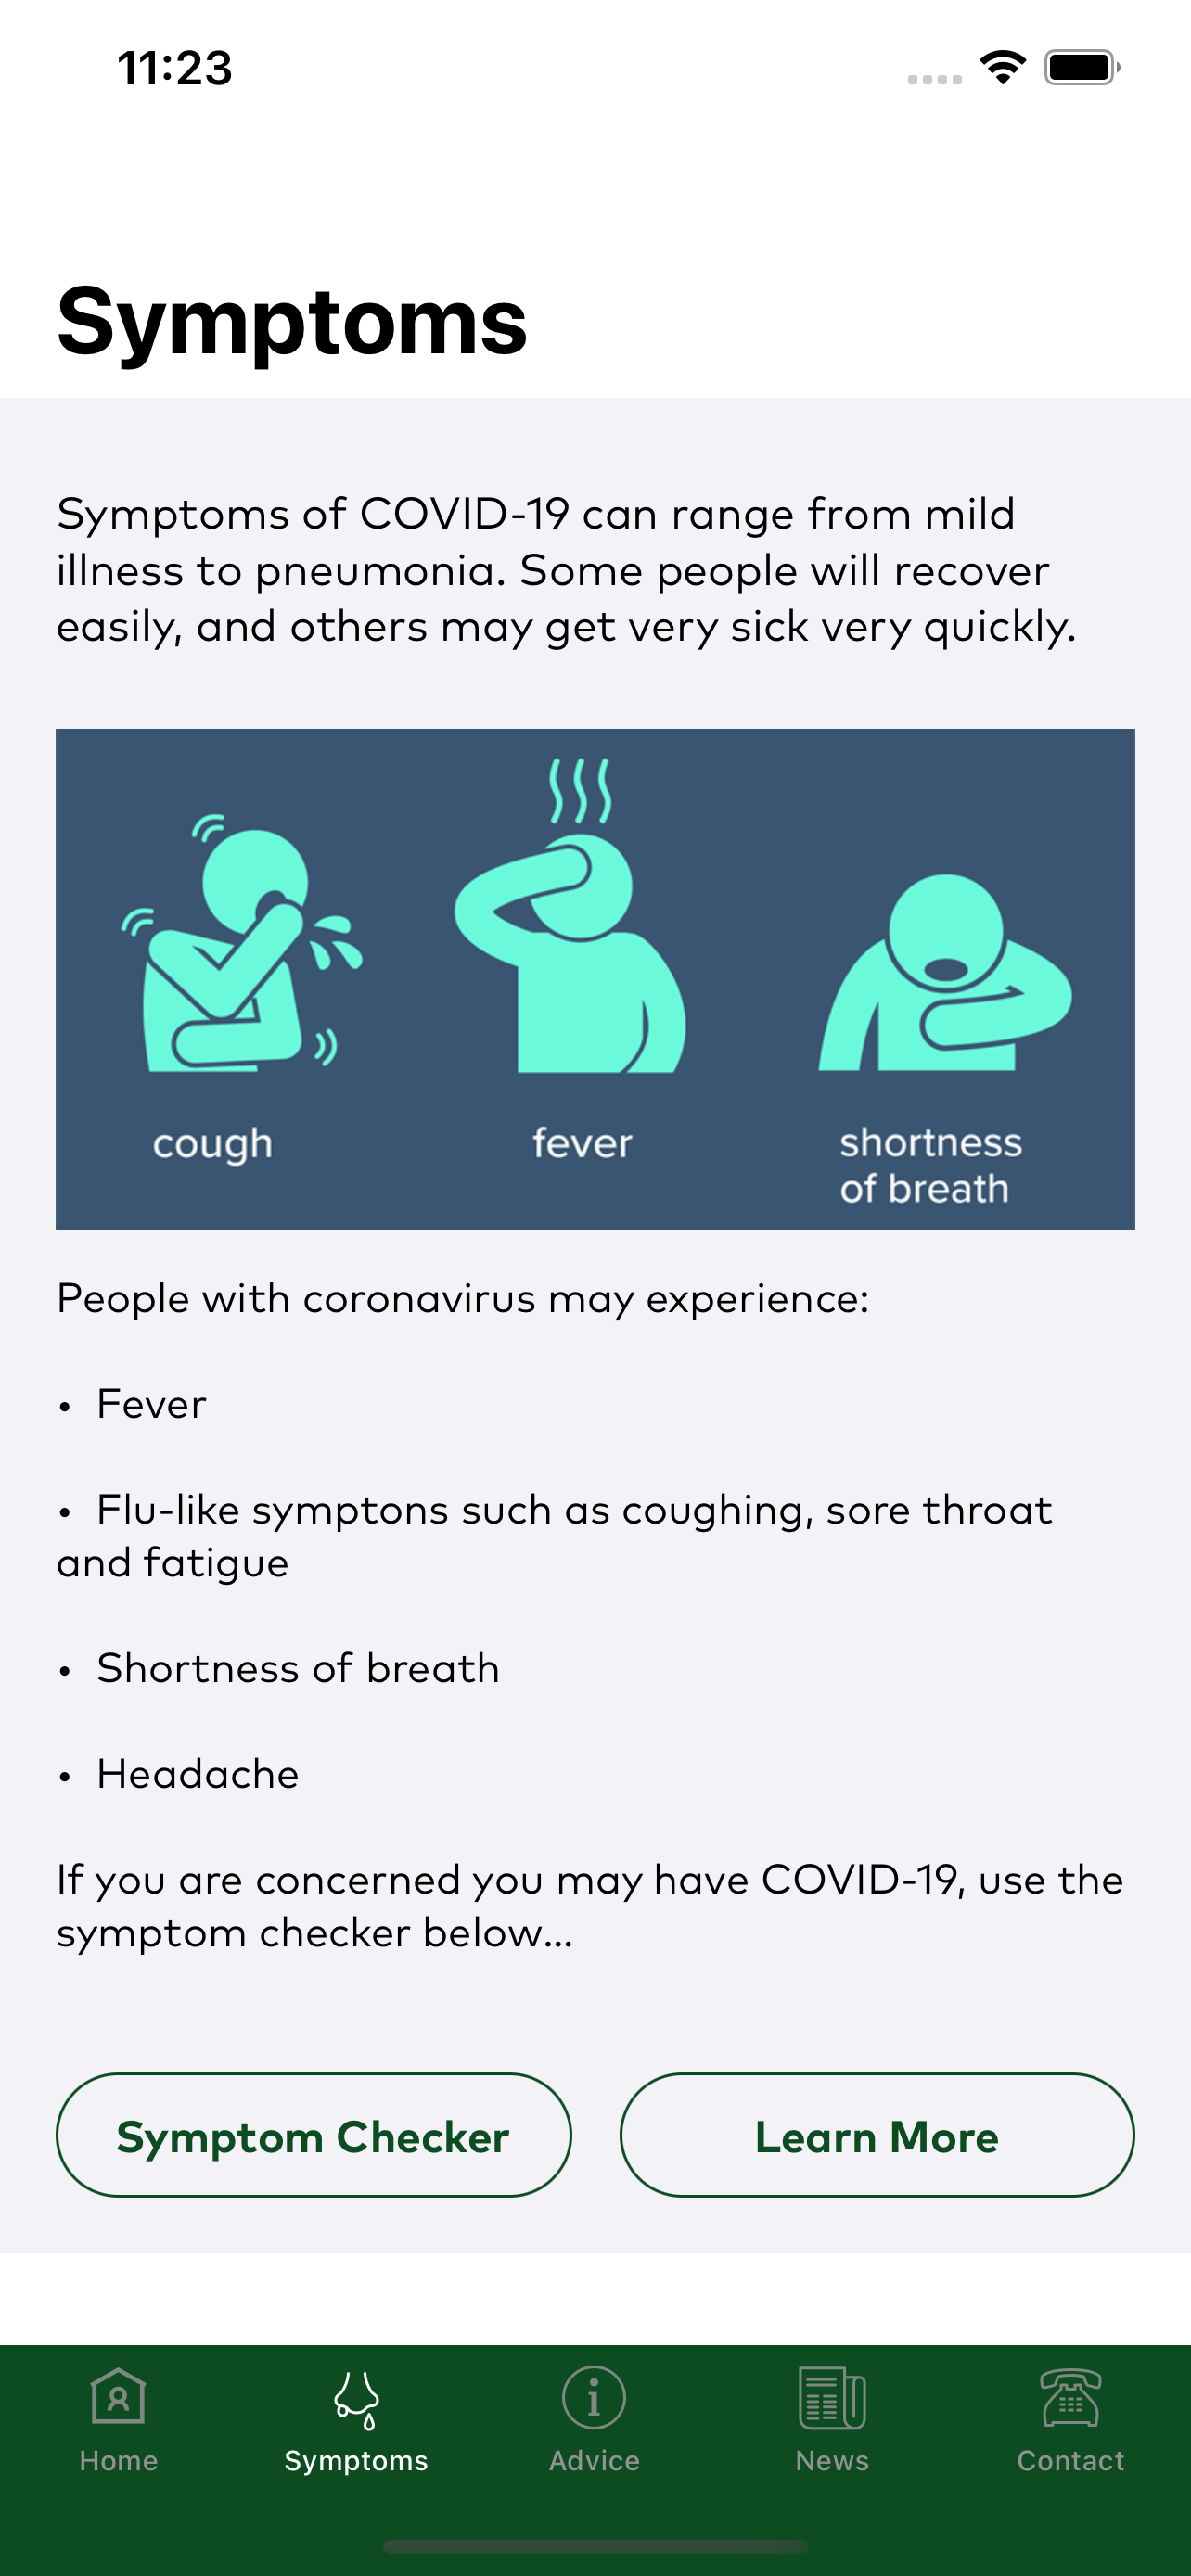 11:23
Symptoms
Symptoms of COVID-19 can range from mild
illness to pneumonia. Some people will recover
easily, and others may get very sick very quickly.
cough
fever
shortness
of breath
People with coronavirus may experience:
• Fever
• Flu-like symptons such as coughing, sore throat
and fatigue
• Shortness of breath
• Headache
If you are concerned you may have COVID-19, use the
symptom checker below...
Symptom Checker
Learn More
Home
Symptoms
Advice
News
Contact